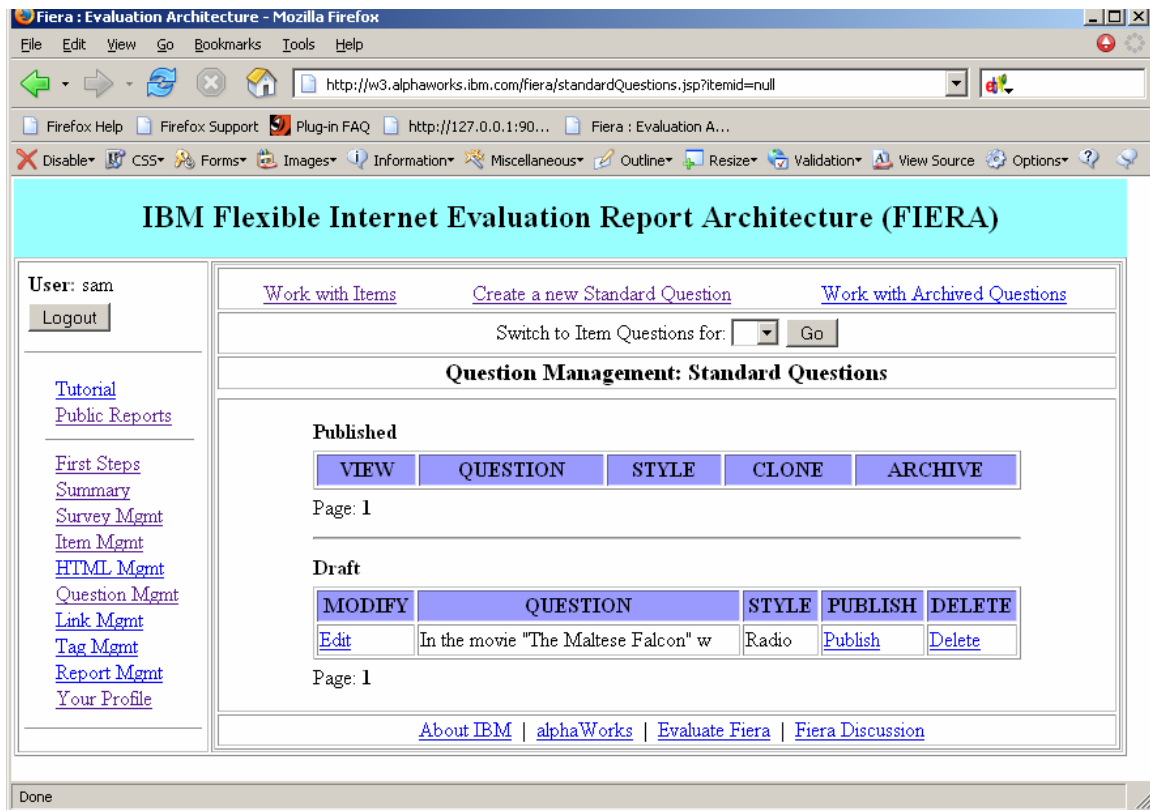 Fiera : Evaluation Architecture - Mozilla Firefox
File Edit View Go Bookmarks Tools Help
http://w3.alphaworks.ibm.com/fiera/standardQuestions.jsp?itemid=null
Firefox Help Firefox Support Plug-in FAQ http://127.0.0.1:90... Fiera : Evaluation A...
Disable CSS Forms Images Information Miscellaneous Outline Resize Validation View Source Options
IBM Flexible Internet Evaluation Report Architecture (FIERA)
User: sam
Logout
Tutorial
Public Reports
First Steps
Summary
Survey Mgmt
Item Mgmt
HTML Mgmt
Question Mgmt
Link Mgmt
Tag Mgmt
Report Mgmt
Your Profile
Work with Items Create a new Standard Question Work with Archived Questions
Switch to Item Questions for: Go
Question Management: Standard Questions
Published
VIEW QUESTION STYLE CLONE ARCHIVE
Page: 1
Draft
MODIFY QUESTION STYLE PUBLISH DELETE
Edit In the movie "The Maltese Falcon" w Radio Publish Delete
Page: 1
About IBM | alphaWorks | Evaluate Fiera | Fiera Discussion
Done